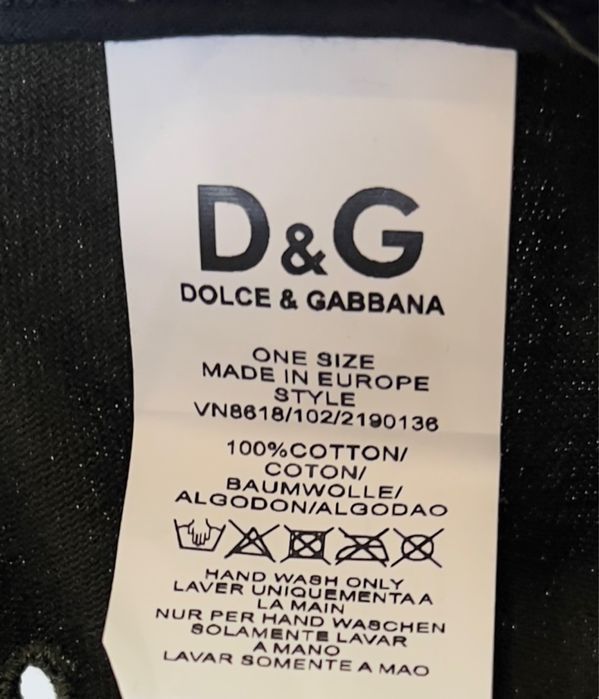 D&G
DOLCE & GABBANA
ONE SIZE
MADE IN EUROPE
STYLE
VN8618/102/2190136
100%COTTON/
COTON/
BAUMWOLLE/
ALGODON/ALGODAO
HAND WASH ONLY
LAVER UNIQUEMENTA A
LA MAIN
NUR PER HAND WASCHEN
SOLAMENTE LAVAR
A MANO
LAVAR SOMENTE A MAO